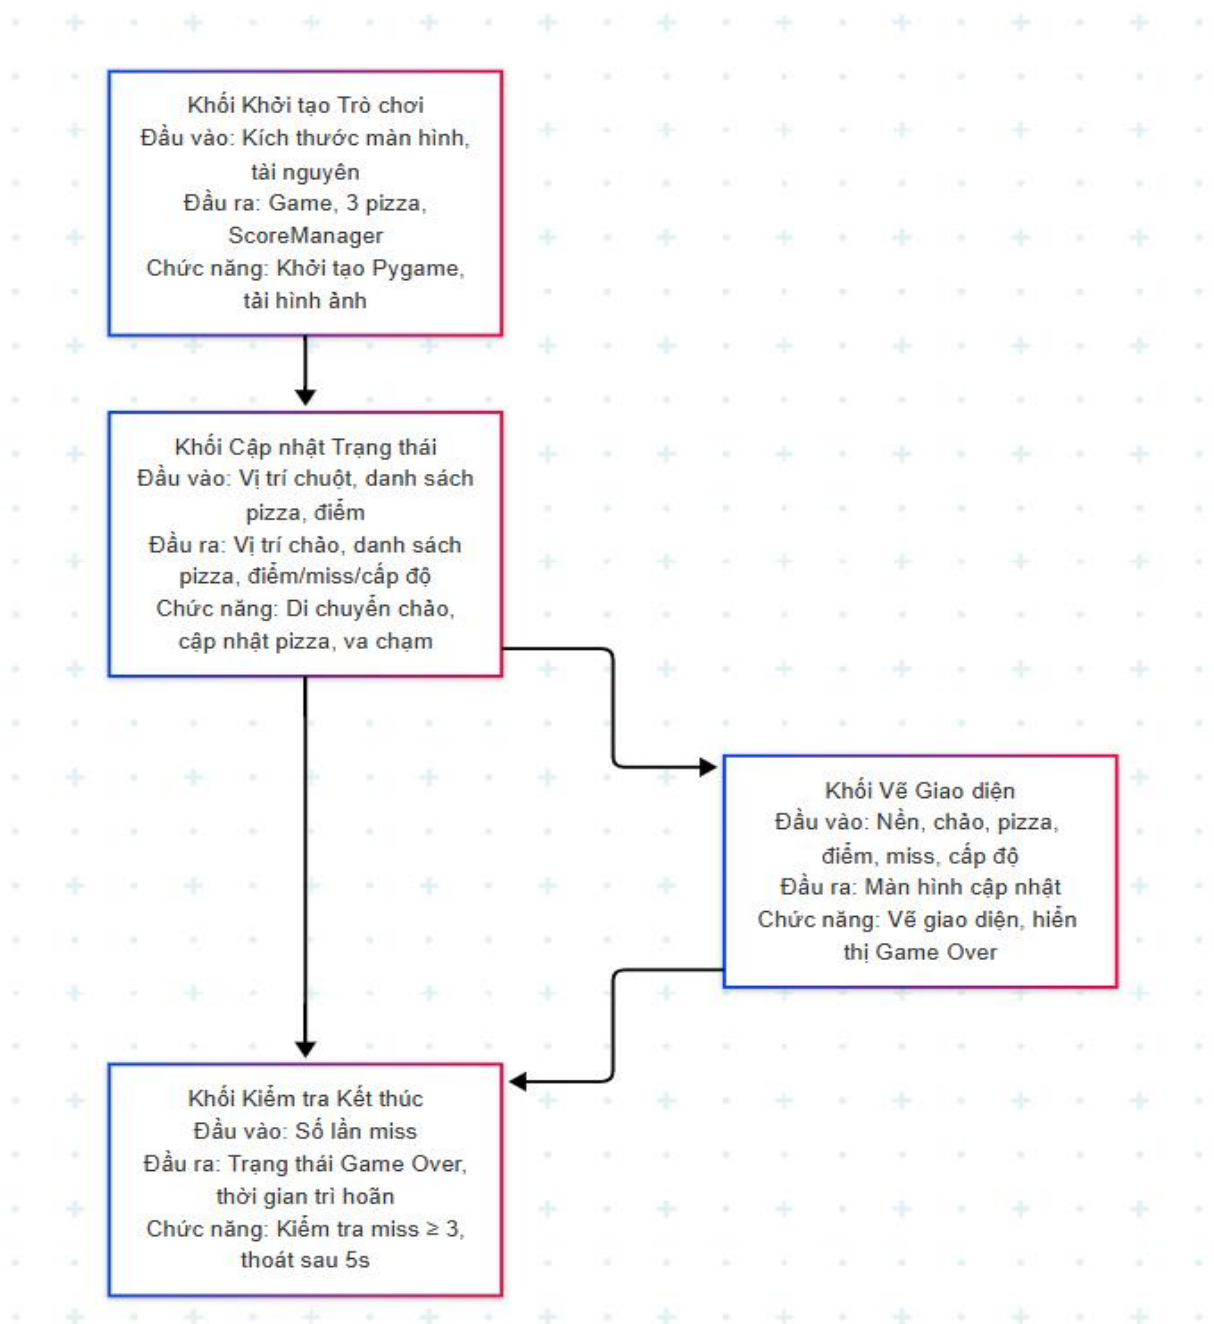 Khối Khởi tạo Trò chơi
Đầu vào: Kích thước màn hình,
tài nguyên
Đầu ra: Game, 3 pizza,
ScoreManager
Chức năng: Khởi tạo Pygame,
tải hình ảnh
Khối Cập nhật Trạng thái
Đầu vào: Vị trí chuột, danh sách
pizza, điểm
Đầu ra: Vị trí chảo, danh sách
pizza, điểm/miss/cấp độ
Chức năng: Di chuyển chảo,
cập nhật pizza, va chạm
Khối Vẽ Giao diện
Đầu vào: Nền, chảo, pizza,
điểm, miss, cấp độ
Đầu ra: Màn hình cập nhật
Chức năng: Vẽ giao diện, hiển
thị Game Over
Khối Kiểm tra Kết thúc
Đầu vào: Số lần miss
Đầu ra: Trạng thái Game Over,
thời gian trì hoãn
Chức năng: Kiểm tra miss ≥ 3,
thoát sau 5s